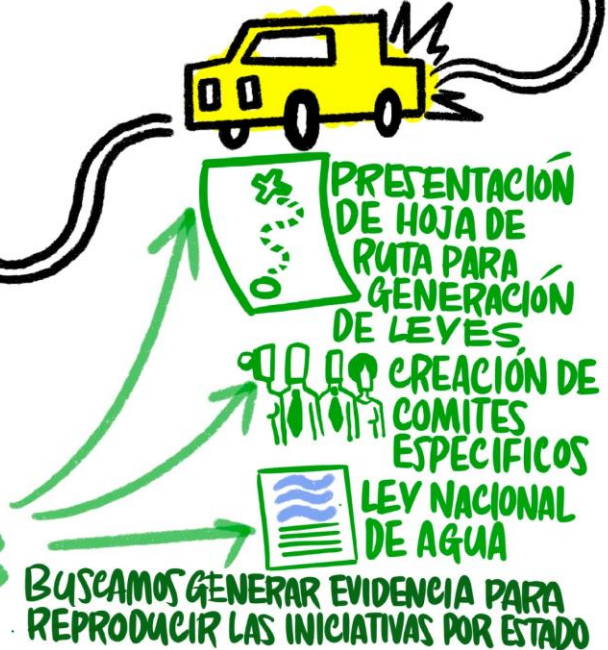 PRESENTACIÓN
DE HOJA DE
RUTA PARA
GENERACIÓN
DE LEYES
CREACIÓN DE
COMITES
ESPECIFICOS
LEY NACIONAL
DE AGUA
BUSCAMOS GENERAR EVIDENCIA PARA
REPRODUCIR LAS INICIATIVAS POR ESTADO